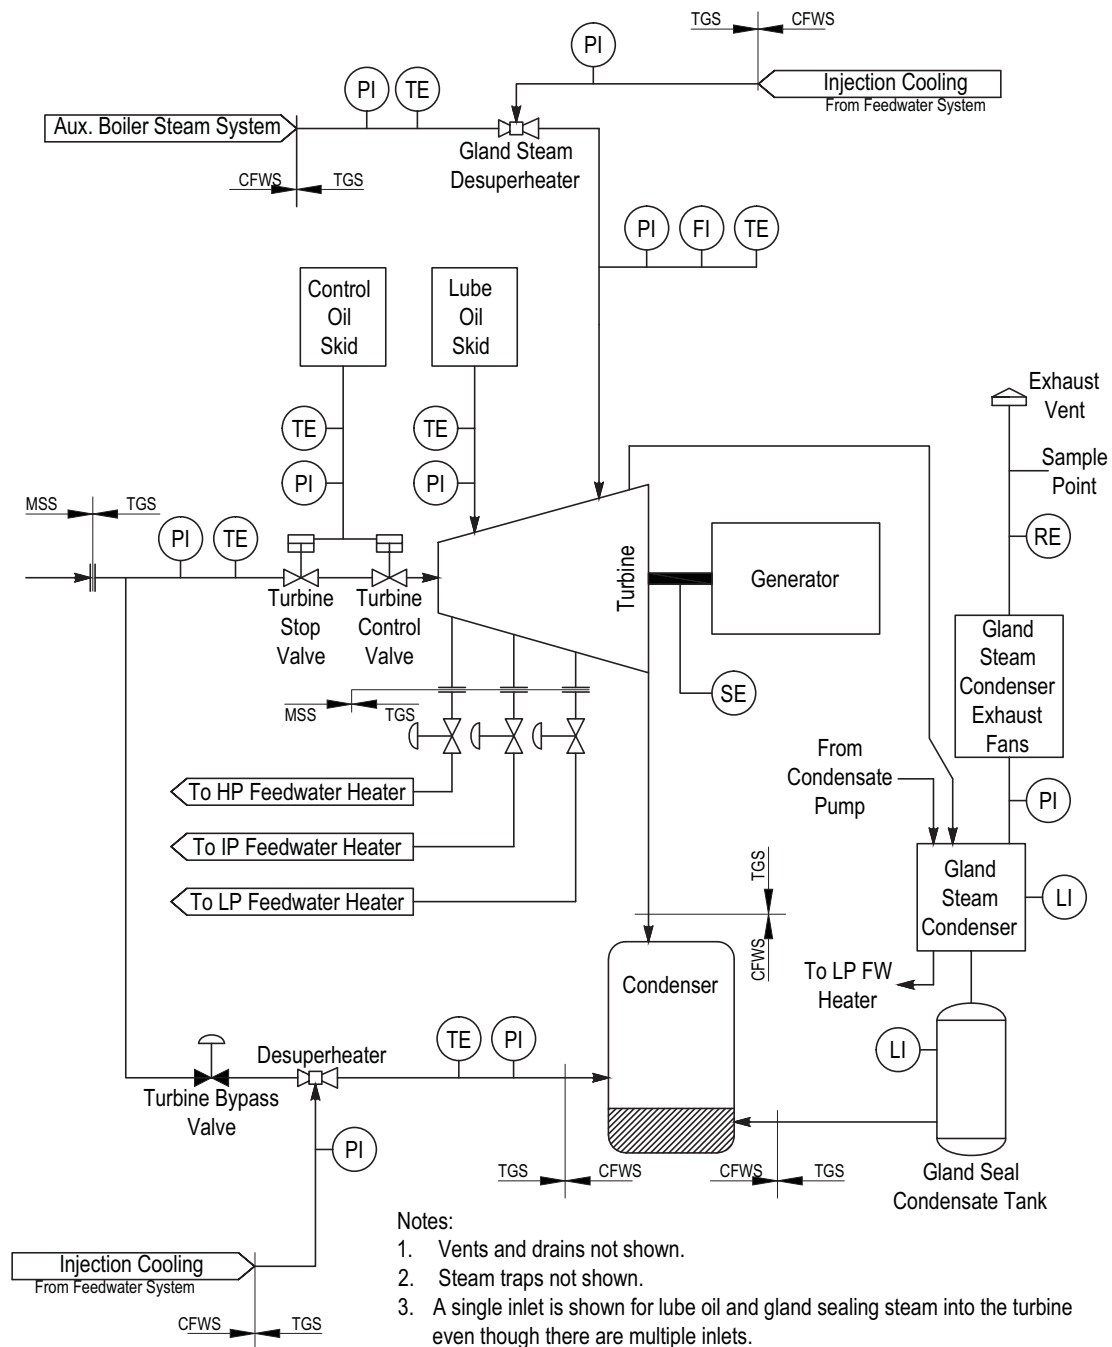 TGS
CFWS
PI
Injection Cooling
From Feedwater System
PI
TE
Aux. Boiler Steam System
Gland Steam
Desuperheater
CFWS
TGS
PI
FI
TE
Control
Oil
Skid
Lube
Oil
Skid
Exhaust
Vent
TE
TE
Sample
Point
PI
PI
MSS
TGS
PI
TE
RE
Turbine
Generator
Turbine
Stop
Valve
Turbine
Control
Valve
Gland
Steam
Condenser
Exhaust
Fans
SE
MSS
TGS
From
Condensate
Pump
To HP Feedwater Heater
PI
To IP Feedwater Heater
TGS
CFWS
Gland
Steam
Condenser
LI
To LP Feedwater Heater
To LP FW
Heater
Condenser
TE
PI
LI
Desuperheater
Turbine Bypass
Valve
PI
TGS
CFWS
CFWS
TGS
Gland Seal
Condensate Tank
Injection Cooling
From Feedwater System
CFWS
TGS
Notes:
1. Vents and drains not shown.
2. Steam traps not shown.
3. A single inlet is shown for lube oil and gland sealing steam into the turbine
even though there are multiple inlets.